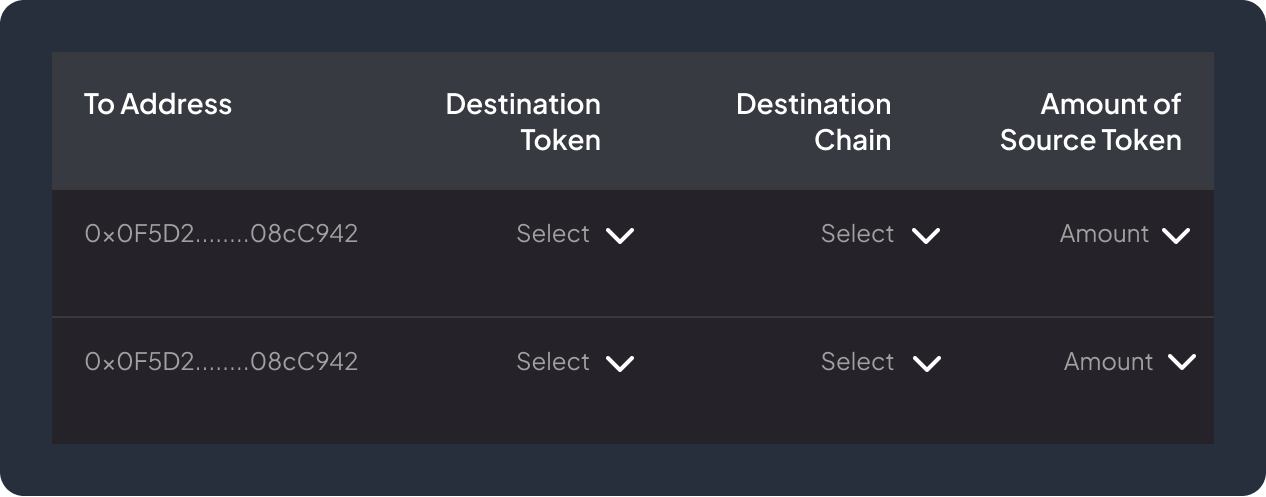 To Address
Destination
Token
Destination
Chain
Amount of
Source Token
0x0F5D2........08cC942
Select
Select
Amount
0x0F5D2........08cC942
Select
Select
Amount